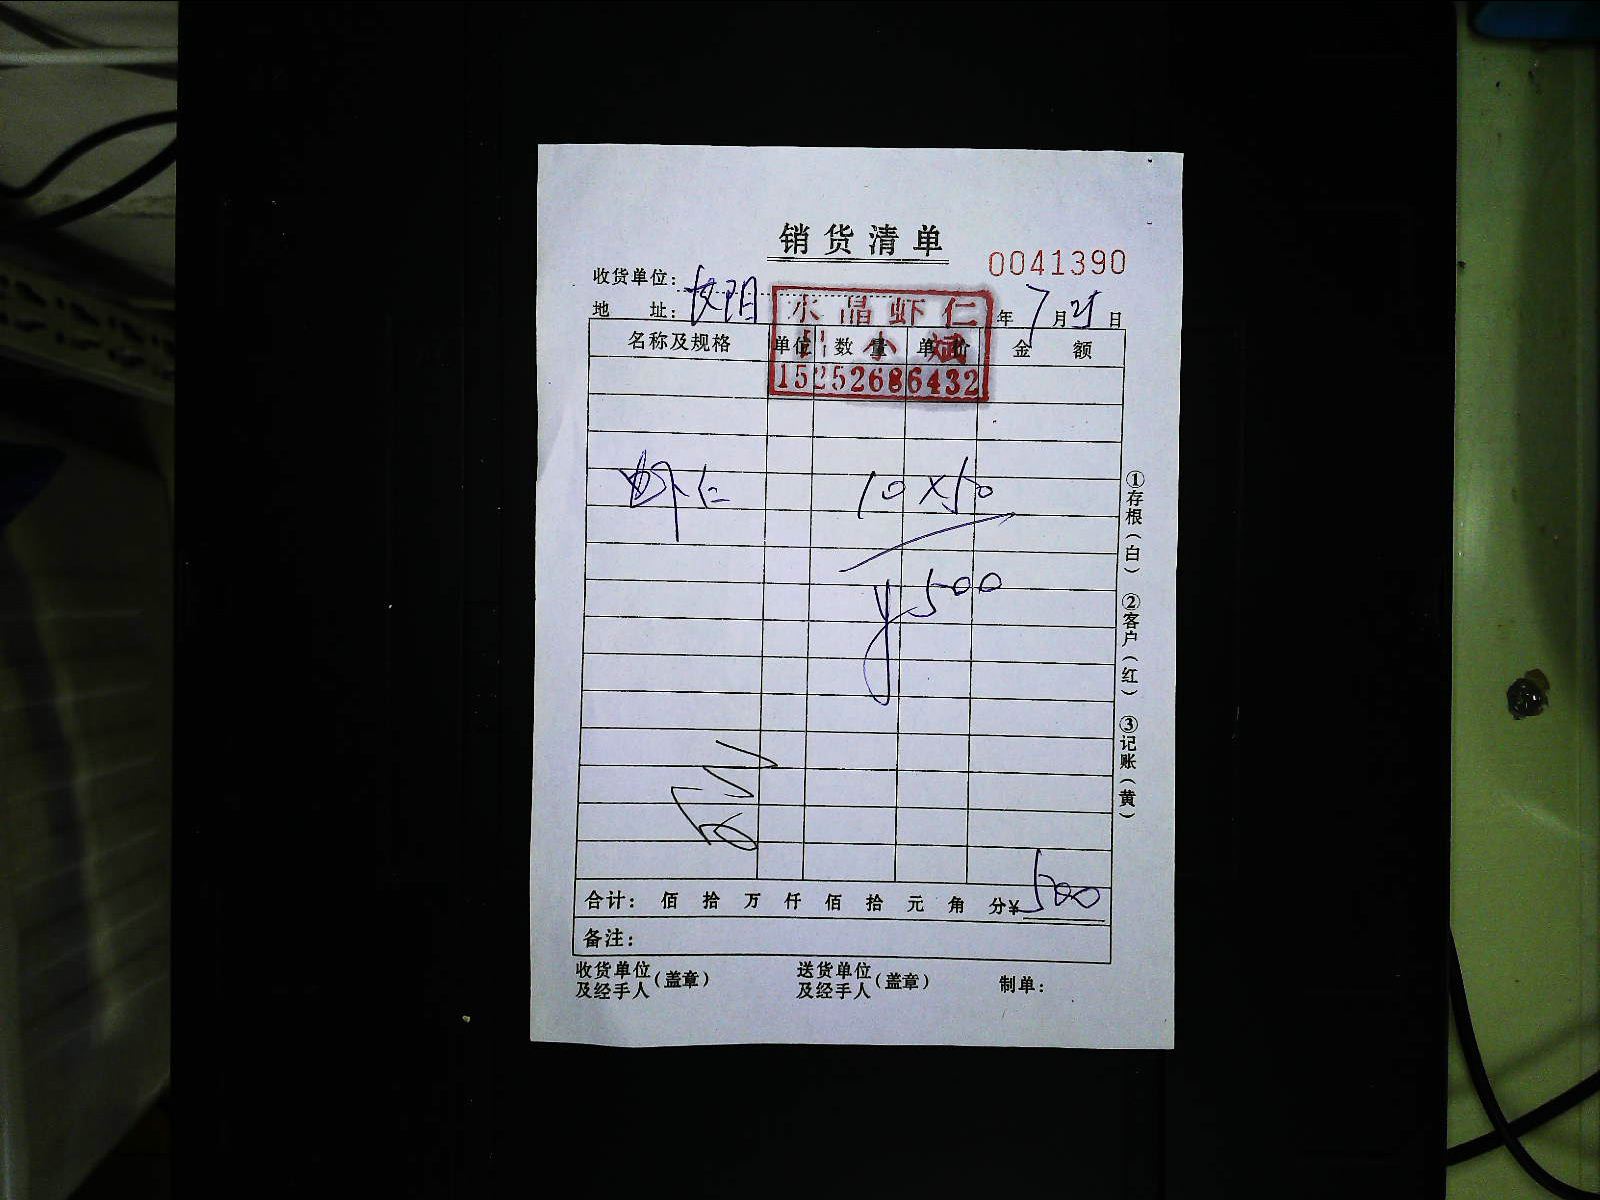 销货清单
0041390
收货单位：
地 址：
年 7 月 25 日
水晶虾仁
小斌
15252686432
名称及规格 单位 数量 单价 金额
虾仁 10×50
¥500
合计： 佰 拾 万 仟 佰 拾 元 角 分¥500
备注：
收货单位及经手人（盖章） 送货单位及经手人（盖章） 制单：
①存根（白） ②客户（红） ③记账（黄）